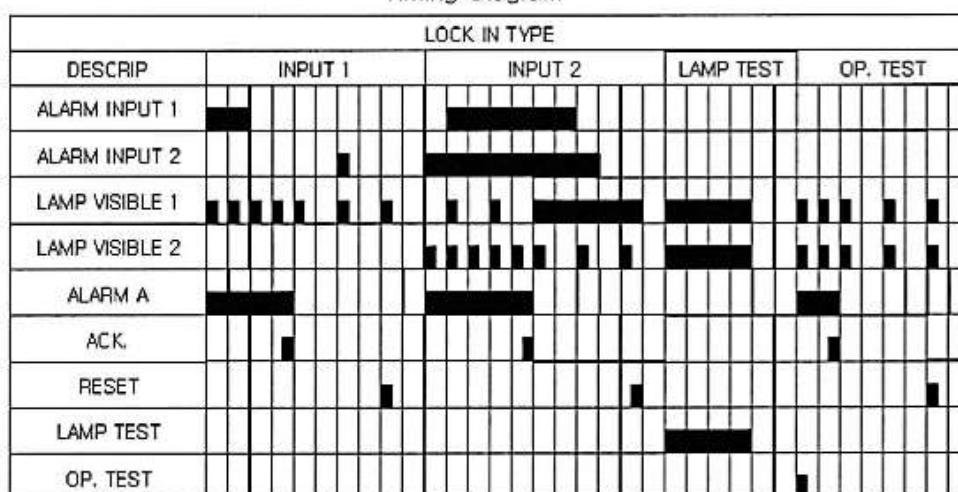 LOCK IN TYPE
DESCRIP INPUT 1 INPUT 2 LAMP TEST OP. TEST
ALARM INPUT 1
ALARM INPUT 2
LAMP VISIBLE 1
LAMP VISIBLE 2
ALARM A
ACK.
RESET
LAMP TEST
OP. TEST